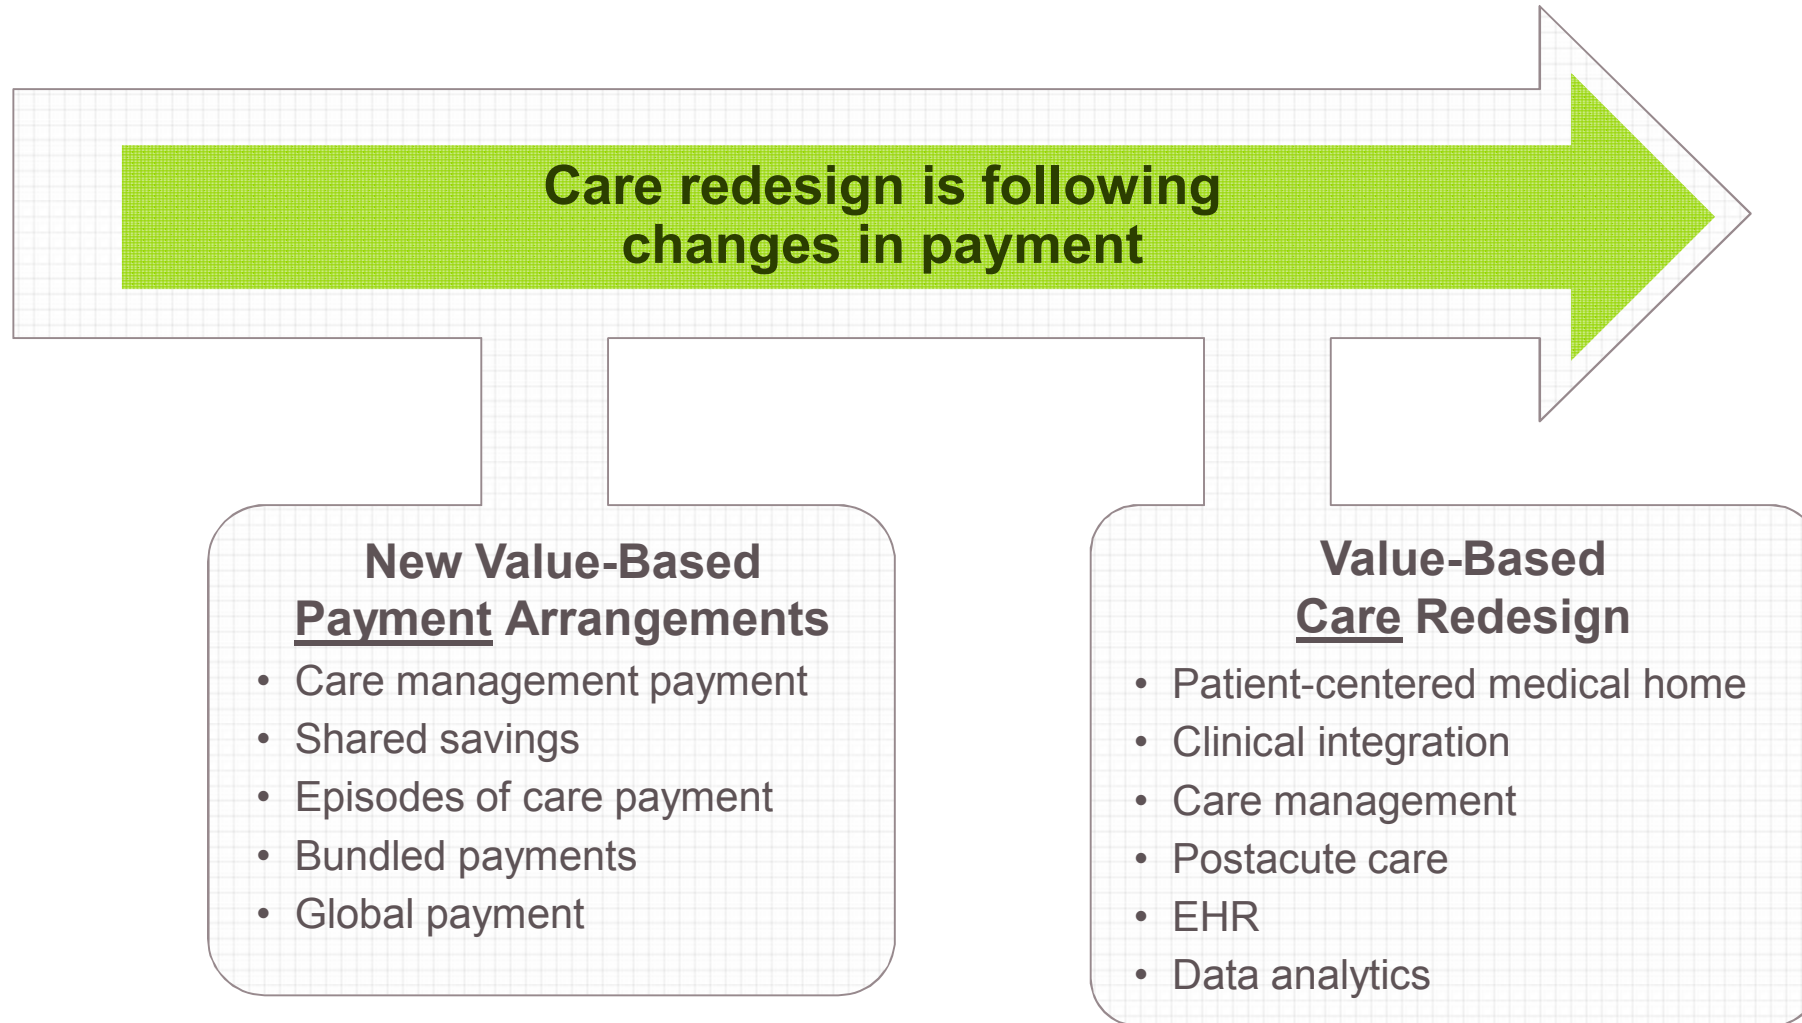 Care redesign is following
changes in payment
New Value-Based
Payment Arrangements
• Care management payment
• Shared savings
• Episodes of care payment
• Bundled payments
• Global payment
Value-Based
Care Redesign
• Patient-centered medical home
• Clinical integration
• Care management
• Postacute care
• EHR
• Data analytics